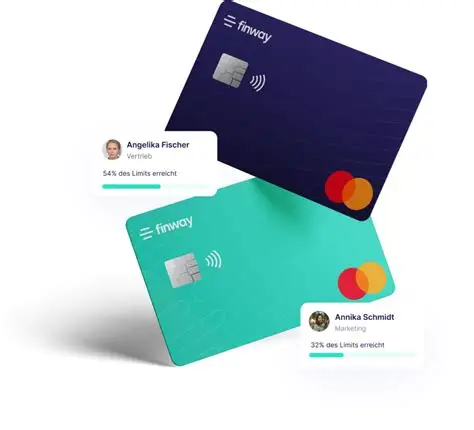 finway
Angelika Fischer
Vertrieb
54% des Limits erreicht
finway
Annika Schmidt
Marketing
32% des Limits erreicht